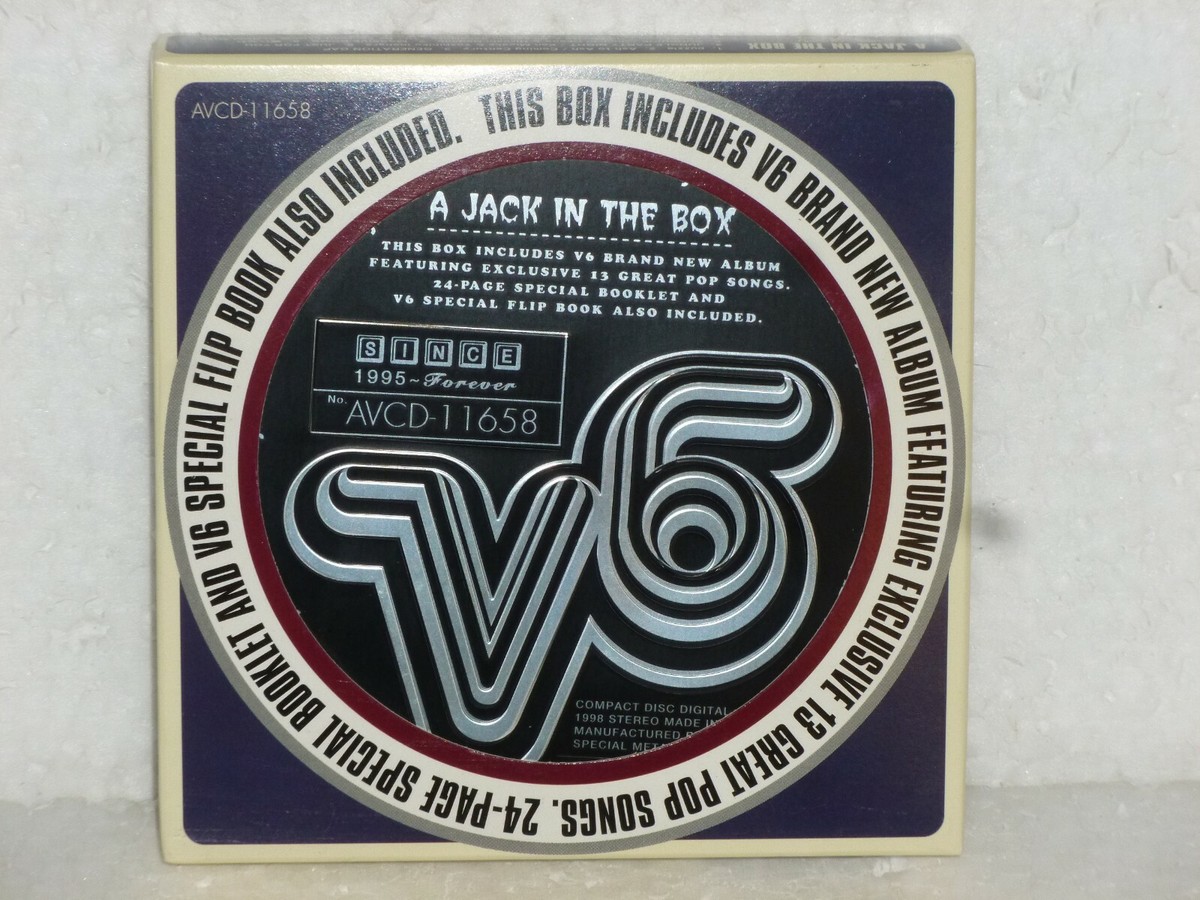 A JACK IN THE BOX
AVCD-11658
THIS BOX INCLUDES V6 BRAND NEW ALBUM FEATURING EXCLUSIVE 13 GREAT POP SONGS. 24-PAGE SPECIAL BOOKLET AND V6 SPECIAL FLIP BOOK ALSO INCLUDED.
A JACK IN THE BOX
THIS BOX INCLUDES V6 BRAND NEW ALBUM
FEATURING EXCLUSIVE 13 GREAT POP SONGS.
24-PAGE SPECIAL BOOKLET AND
V6 SPECIAL FLIP BOOK ALSO INCLUDED.
SINCE
1995~Forever
No. AVCD-11658
V6
COMPACT DISC DIGITAL
1998 STEREO MADE IN
MANUFACTURED
SPECIAL